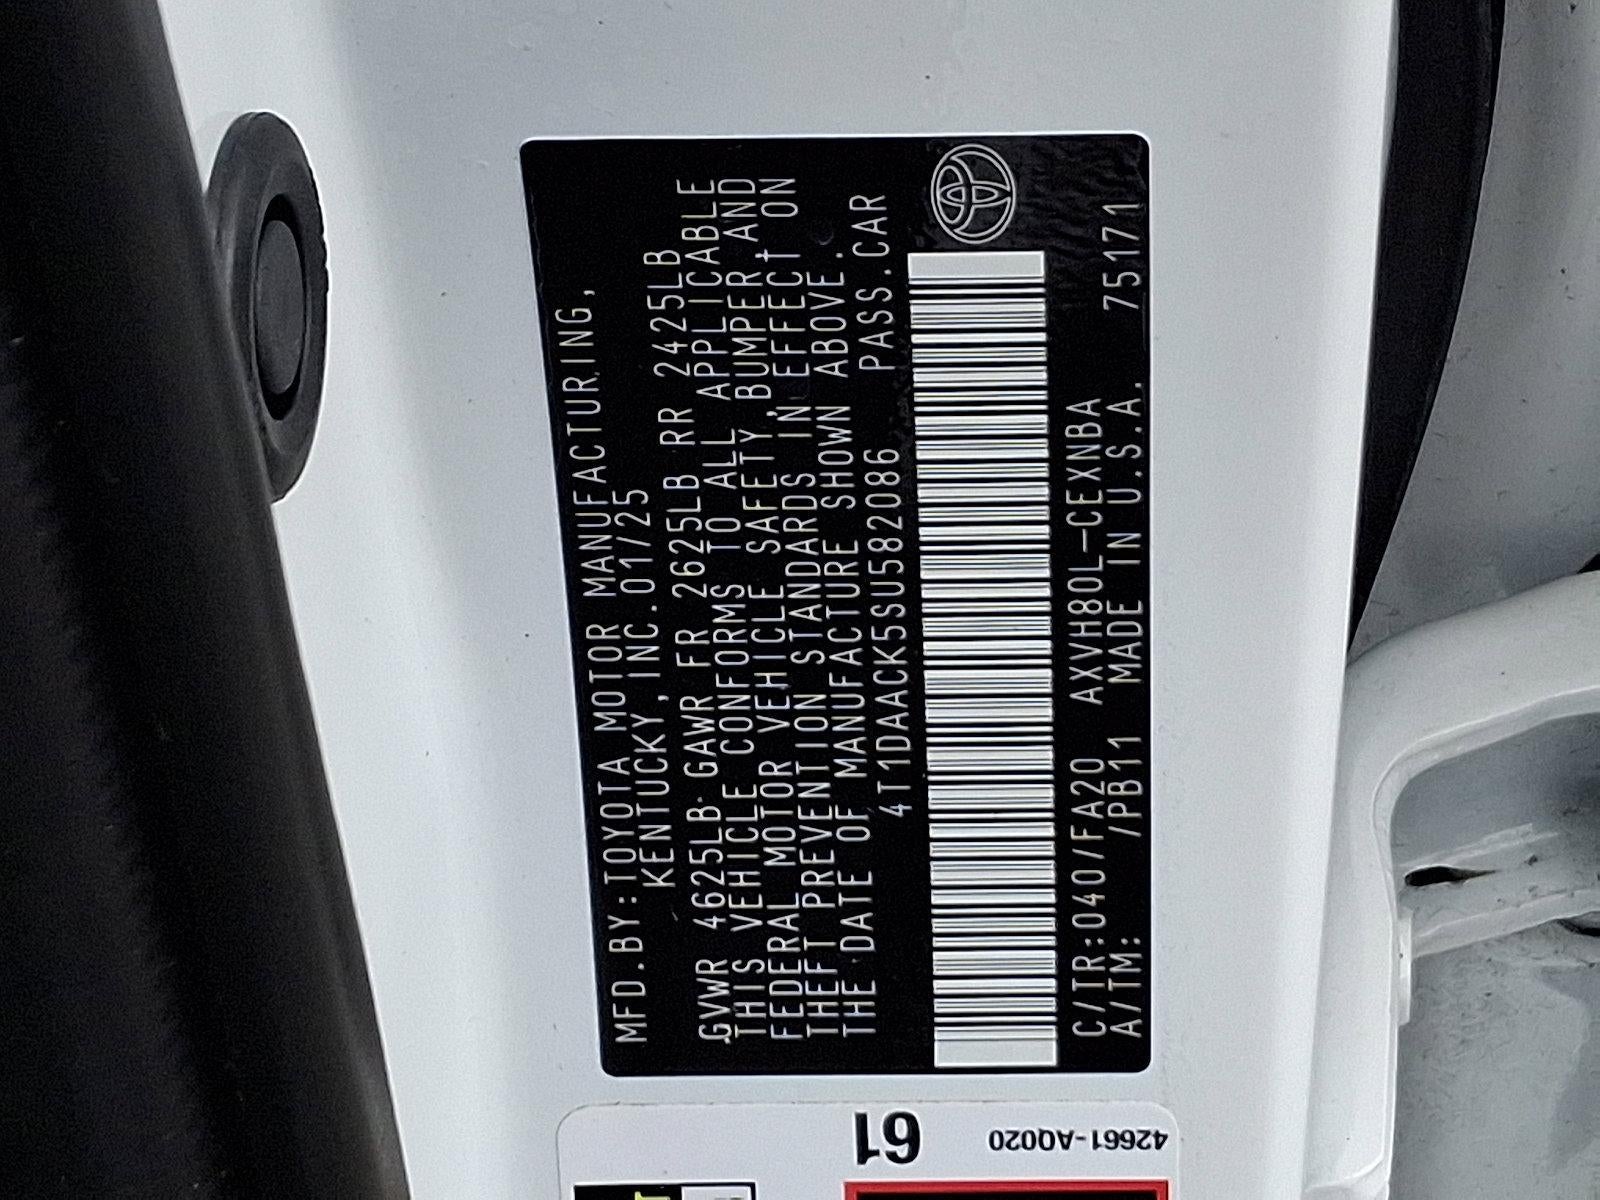 MFD.BY:TOYOTA MOTOR MANUFACTURING,
KENTUCKY,INC.01/25
GVWR 4625LB GAWR FR 2625LB RR 2425LB
THIS VEHICLE CONFORMS TO ALL APPLICABLE
FEDERAL MOTOR VEHICLE SAFETY,BUMPER,AND
THEFT PREVENTION STANDARDS IN EFFECT ON
THE DATE OF MANUFACTURE SHOWN ABOVE.
4T1DAACK5SU582086 PASS.CAR
C/TR:040/FA20 AXVH80L-CEXNBA
A/TM: /PB11 MADE IN U.S.A. 75171
42661-AQ020
61